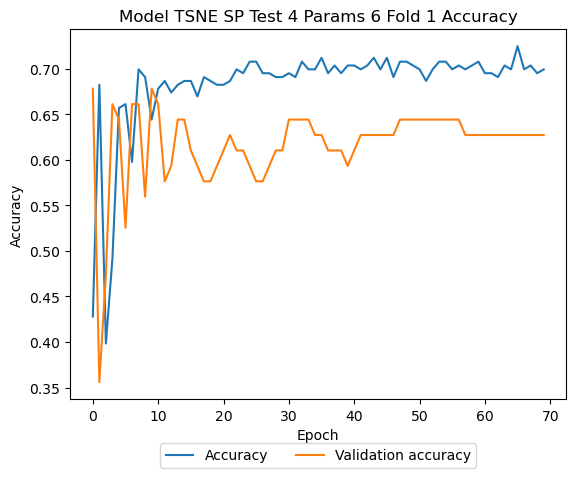 Model TSNE SP Test 4 Params 6 Fold 1 Accuracy
0.70
0.65
0.60
0.55
0.50
0.45
0.40
0.35
Accuracy
0 10 20 30 40 50 60 70
Epoch
Accuracy Validation accuracy